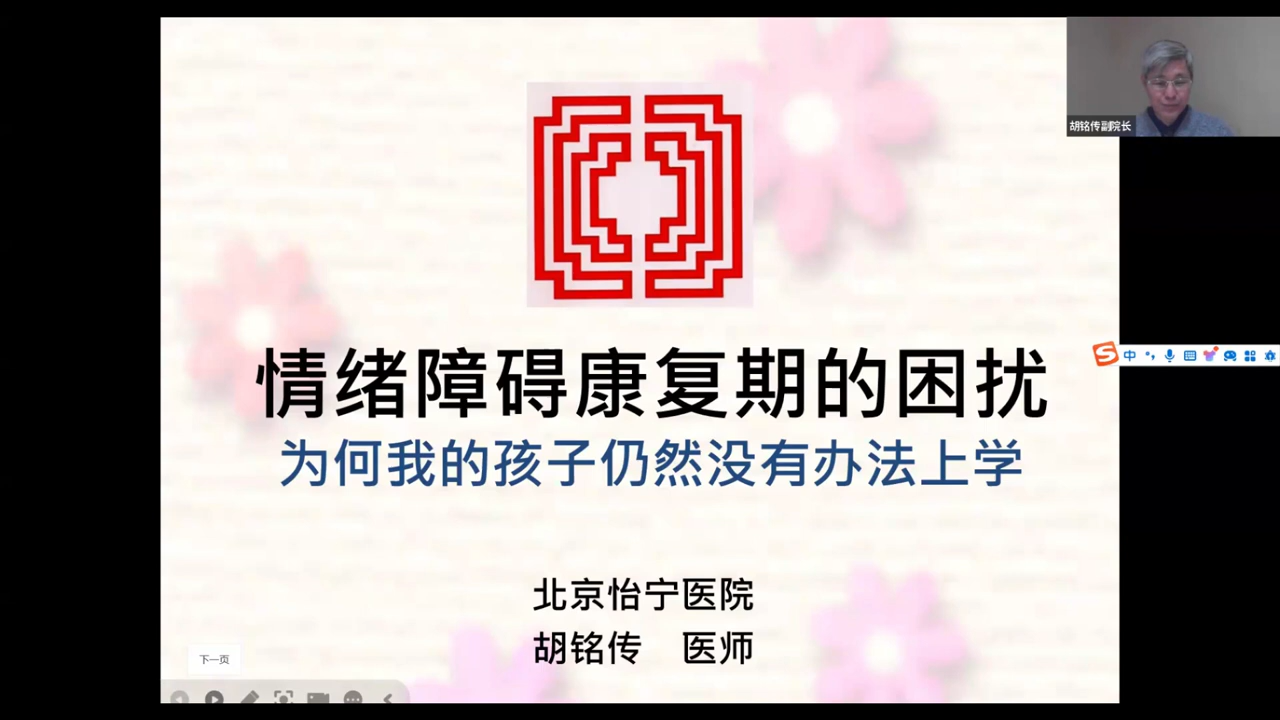 胡铭传副院长
情绪障碍康复期的困扰
为何我的孩子仍然没有办法上学
中
北京怡宁医院
胡铭传 医师
下一页